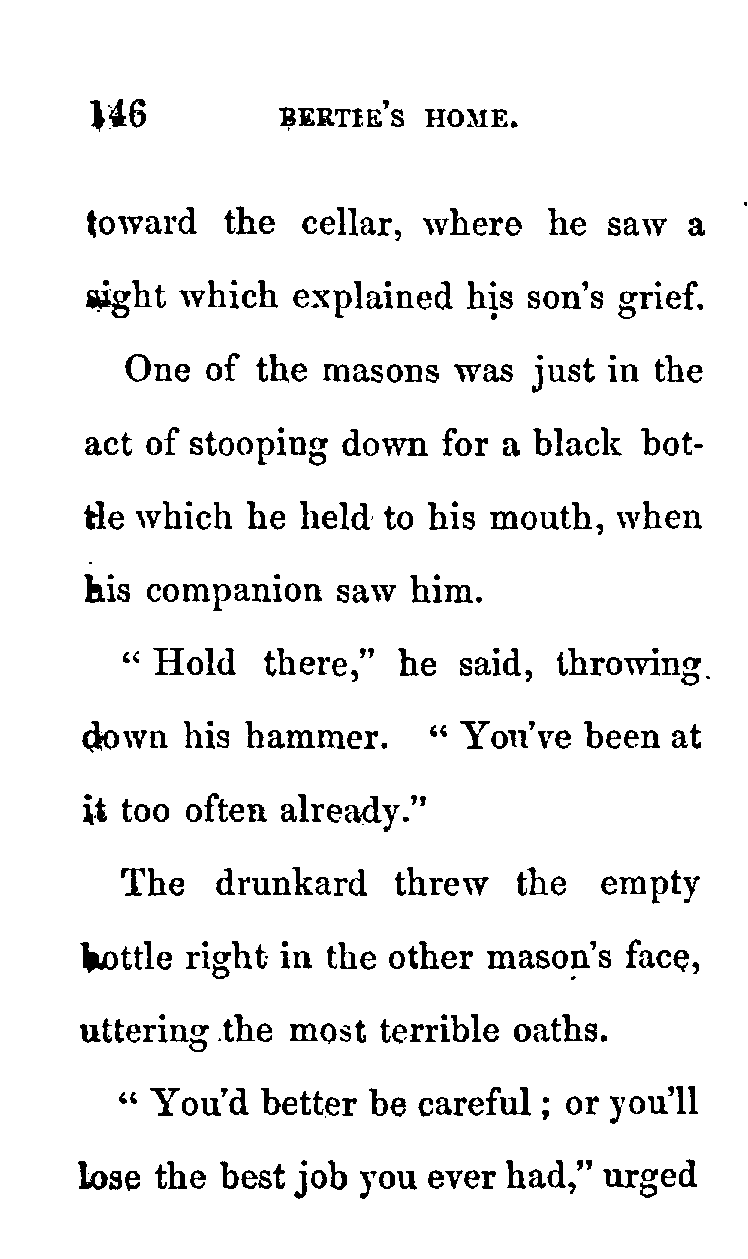 146 BERTIE'S HOME.
toward the cellar, where he saw a
sight which explained his son's grief.
One of the masons was just in the
act of stooping down for a black bot-
tle which he held to his mouth, when
his companion saw him.
" Hold there," he said, throwing
down his hammer. " You've been at
it too often already."
The drunkard threw the empty
bottle right in the other mason's face,
uttering the most terrible oaths.
" You'd better be careful ; or you'll
lose the best job you ever had," urged